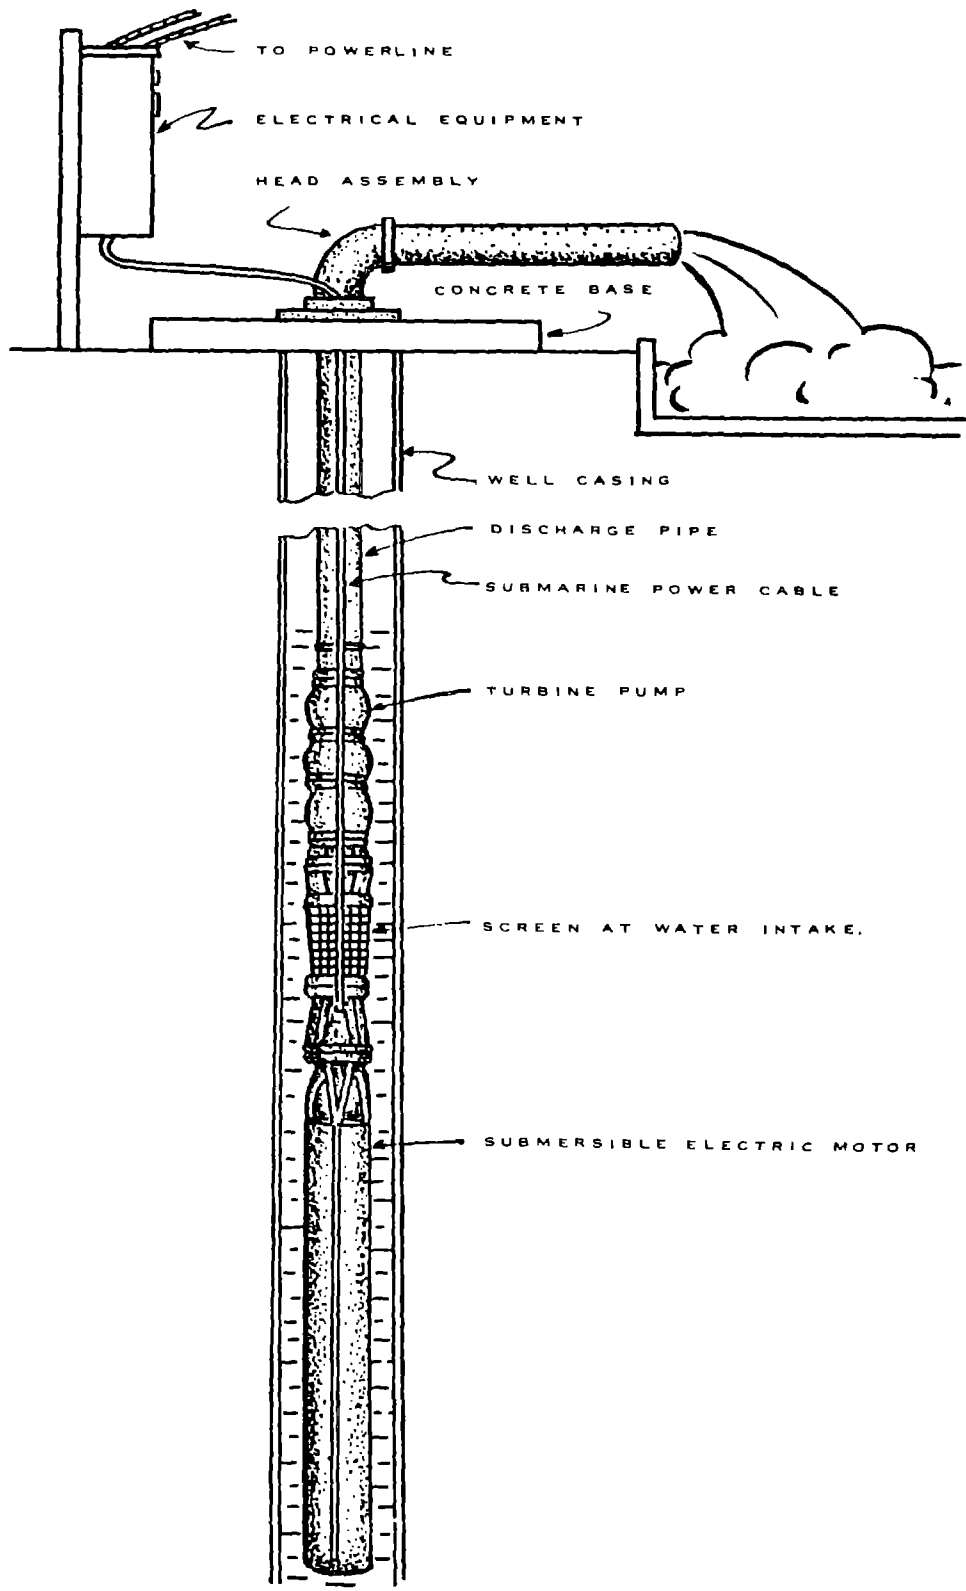 TO POWERLINE
ELECTRICAL EQUIPMENT
HEAD ASSEMBLY
CONCRETE BASE
WELL CASING
DISCHARGE PIPE
SUBMARINE POWER CABLE
TURBINE PUMP
SCREEN AT WATER INTAKE.
SUBMERSIBLE ELECTRIC MOTOR